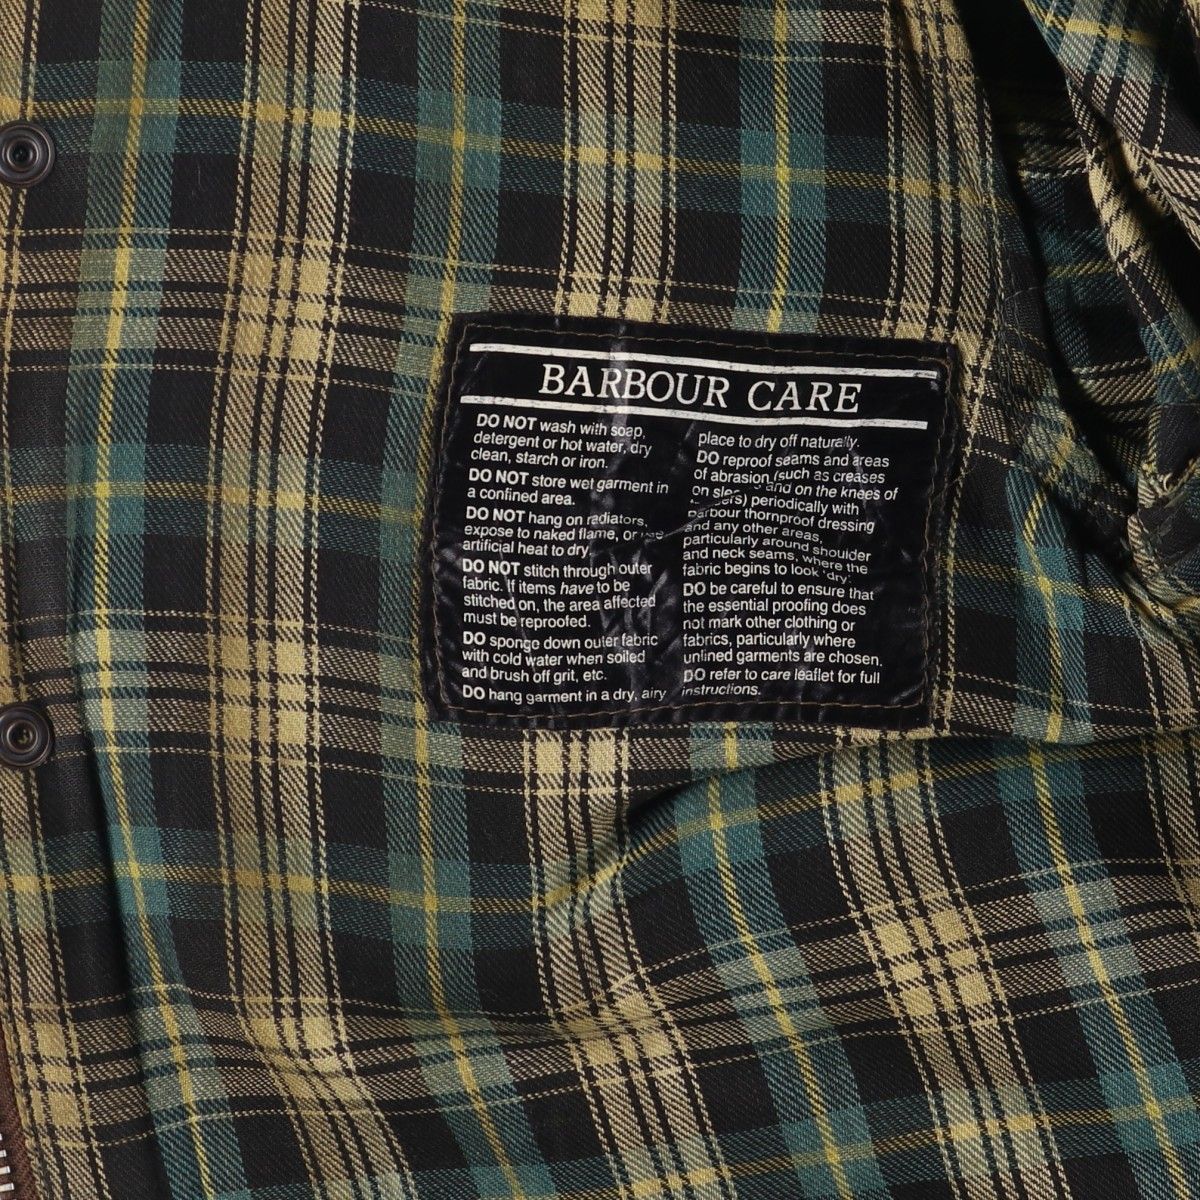 BARBOUR CARE
DO NOT wash with soap,
detergent or hot water, dry
clean, starch or iron.
DO NOT store wet garment in
a confined area.
DO NOT hang on radiators,
expose to naked flame, or use
artificial heat to dry.
DO NOT stitch through outer
fabric. If items have to be
stitched on, the area affected
must be reproofed.
DO sponge down outer fabric
with cold water when soiled
and brush off grit, etc.
DO hang garment in a dry, airy
place to dry off naturally.
DO reproof seams and areas
of abrasion (such as creases
on and on the knees of
periodically with
Barbour thornproof dressing
and any other areas,
particularly around shoulder
and neck seams, where the
fabric begins to look 'dry'.
DO be careful to ensure that
the essential proofing does
not mark other clothing or
fabrics, particularly where
unlined garments are chosen.
DO refer to care leaflet for full
instructions.